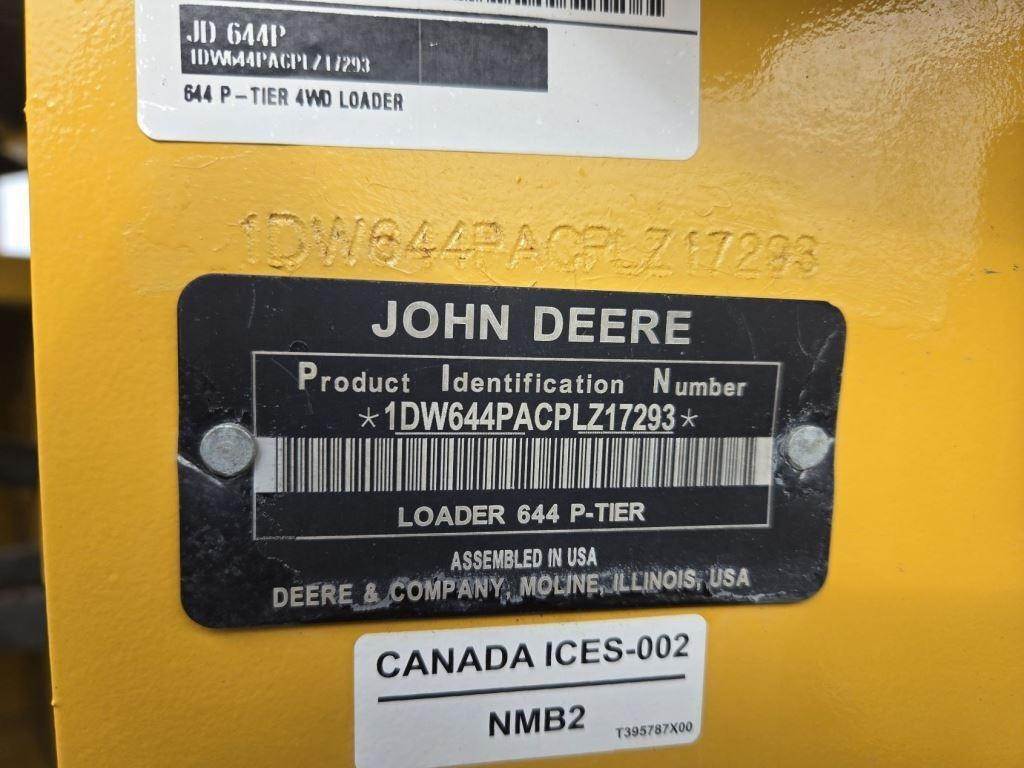 JD 644P
1DW644PACPLZ17293
644 P-TIER 4WD LOADER
1DW644PACPLZ17293
JOHN DEERE
Product Identification Number
*1DW644PACPLZ17293*
LOADER 644 P-TIER
ASSEMBLED IN USA
DEERE & COMPANY, MOLINE, ILLINOIS, USA
CANADA ICES-002
NMB2
T395787X00